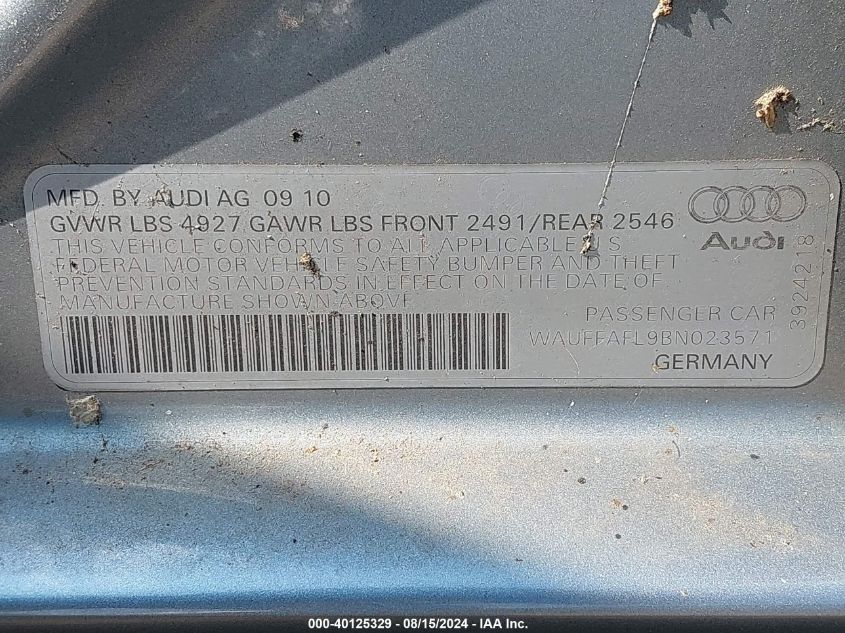 MFD. BY AUDI AG 09 10
GVWR LBS 4927 GAWR LBS FRONT 2491/REAR 2546
THIS VEHICLE CONFORMS TO ALL APPLICABLE U S
FEDERAL MOTOR VEHICLE SAFETY BUMPER AND THEFT
PREVENTION STANDARDS IN EFFECT ON THE DATE OF
MANUFACTURE SHOWN ABOVE
Audi
3924218
PASSENGER CAR
WAUFFAFL9BN023571
GERMANY
000-40125329 - 08/15/2024 - IAA Inc.